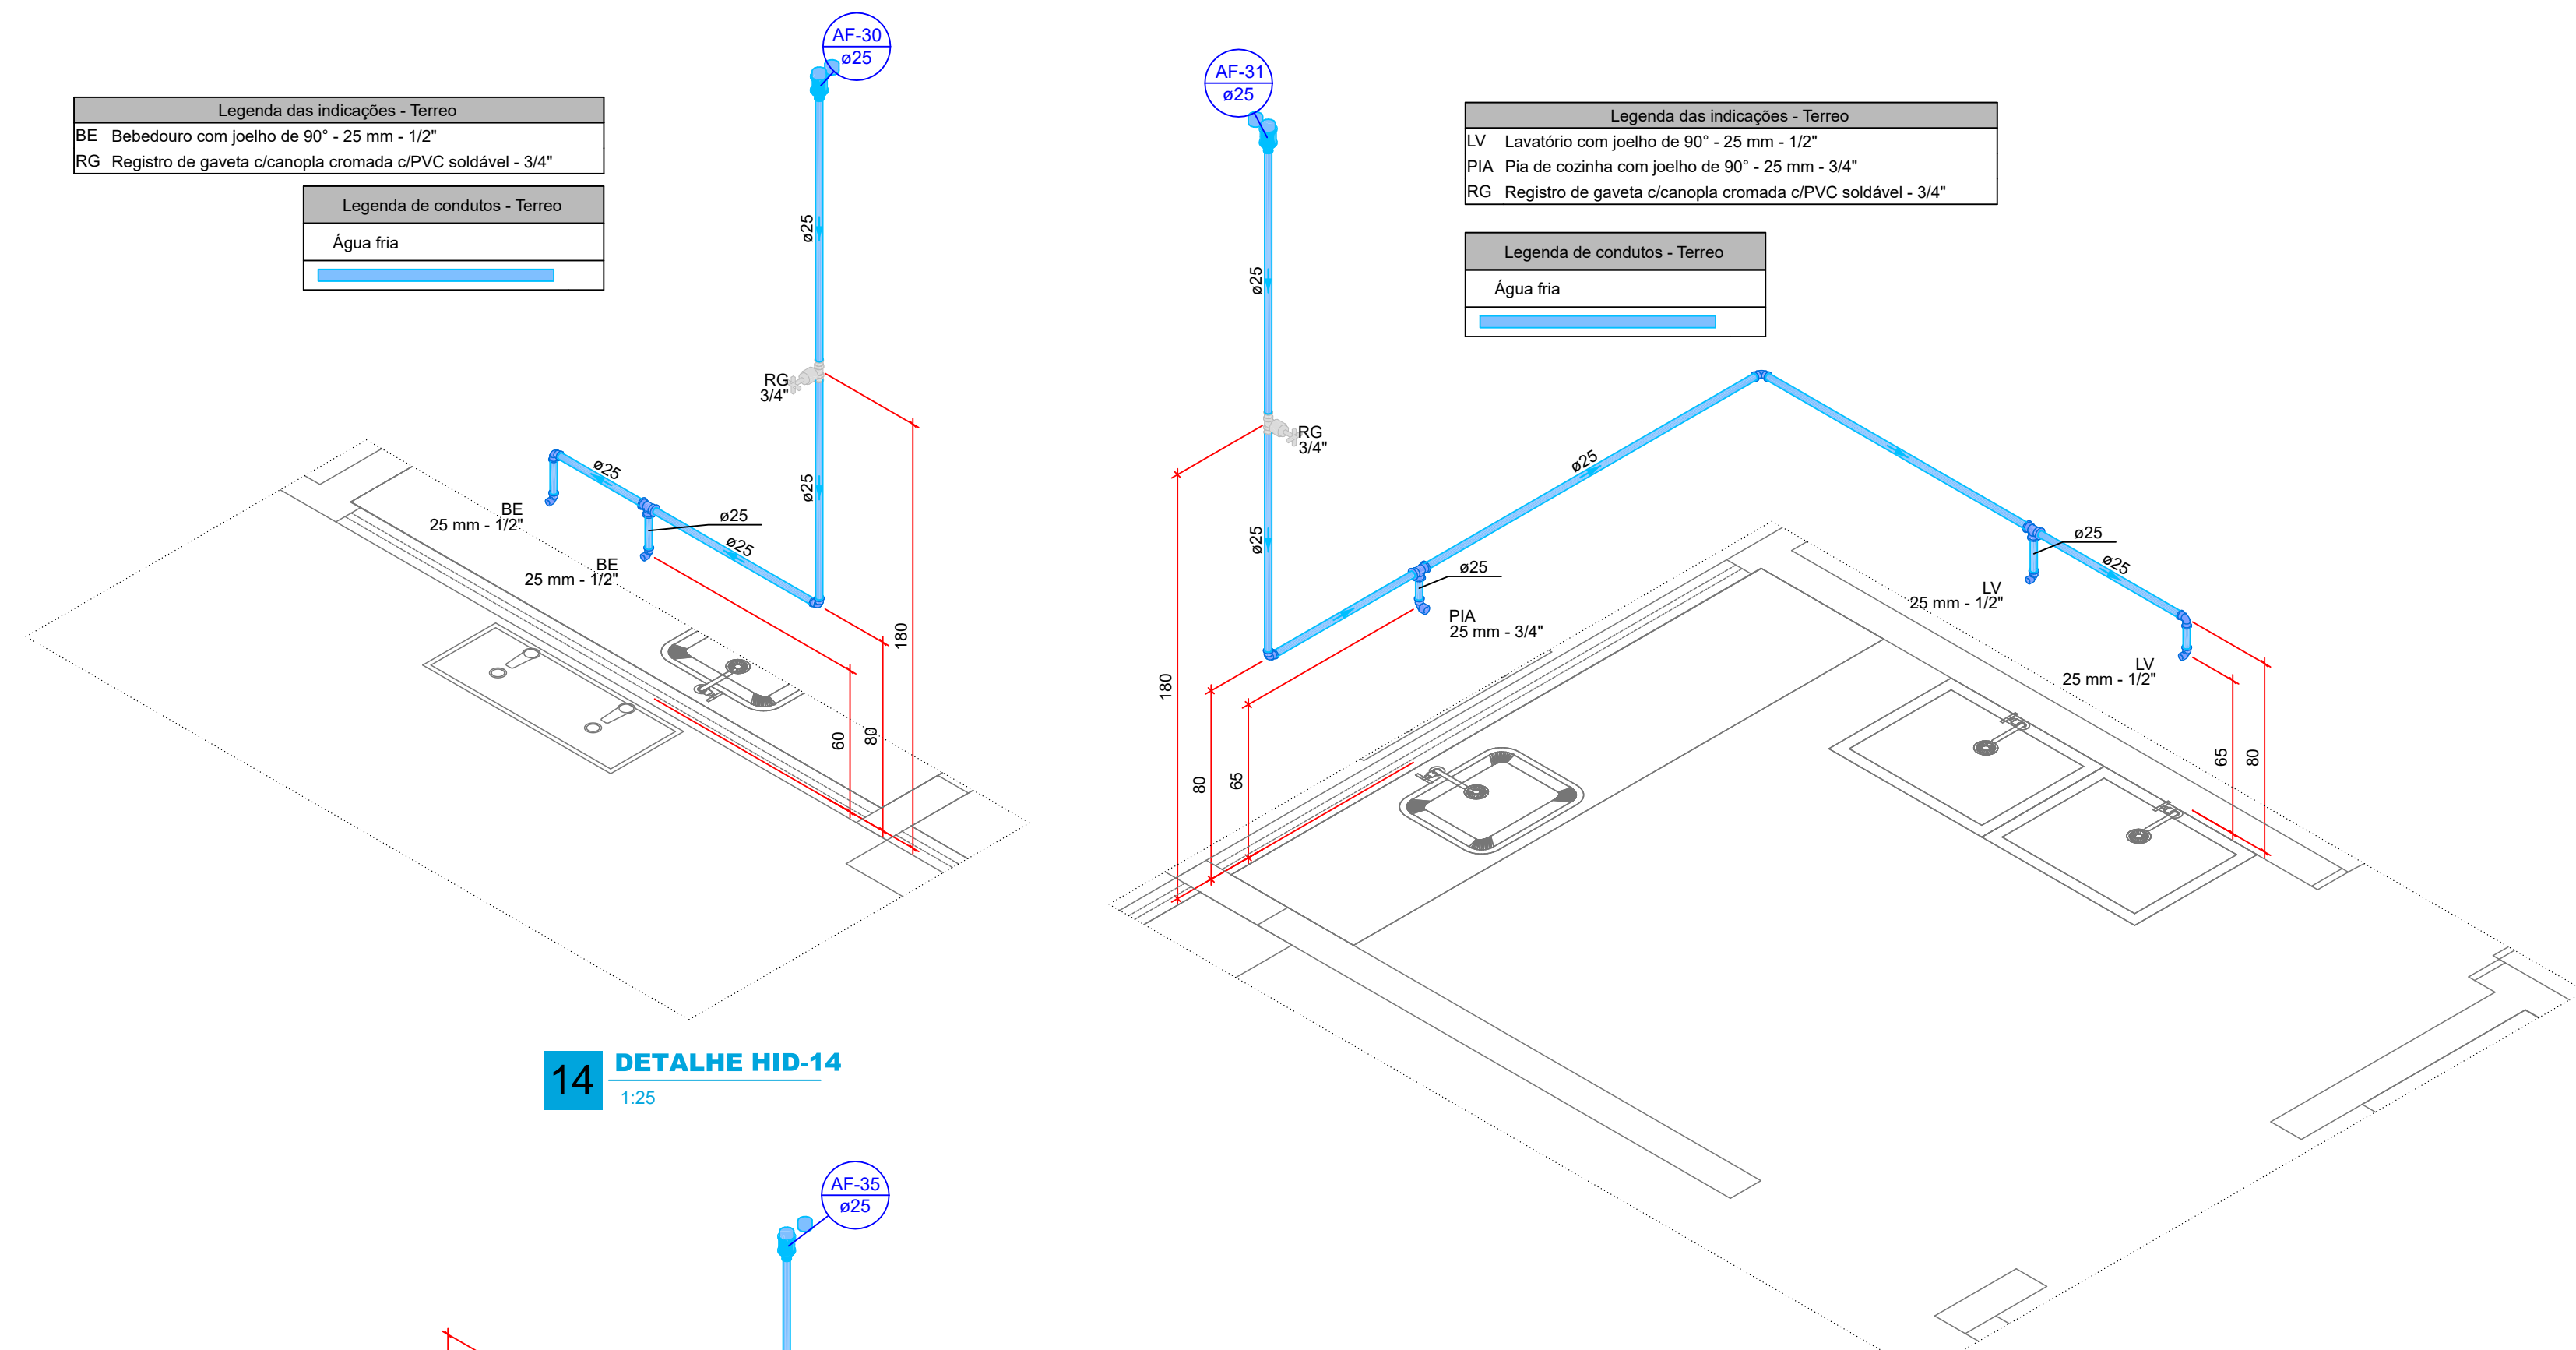 AF-30
ø25
Legenda das indicações - Terreo
BE Bebedouro com joelho de 90° - 25 mm - 1/2"
RG Registro de gaveta c/canopla cromada c/PVC soldável - 3/4"
Legenda de condutos - Terreo
Água fria
ø25
RG
3/4"
ø25
ø25
BE
25 mm - 1/2"
ø25
ø25
BE
25 mm - 1/2"
180
80
60
14
DETALHE HID-14
1:25
AF-31
ø25
Legenda das indicações - Terreo
LV Lavatório com joelho de 90° - 25 mm - 1/2"
PIA Pia de cozinha com joelho de 90° - 25 mm - 3/4"
RG Registro de gaveta c/canopla cromada c/PVC soldável - 3/4"
Legenda de condutos - Terreo
Água fria
ø25
RG
3/4"
ø25
ø25
ø25
PIA
25 mm - 3/4"
ø25
ø25
LV
25 mm - 1/2"
LV
25 mm - 1/2"
180
80
65
65
80
AF-35
ø25